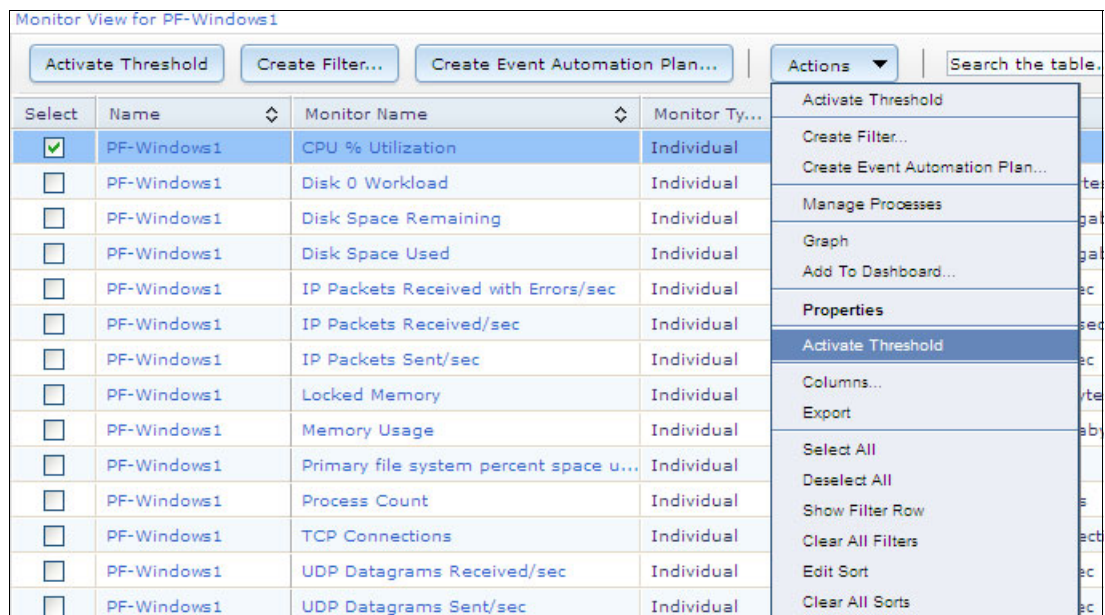 Monitor View for PF-Windows1
Activate Threshold Create Filter... Create Event Automation Plan... Actions Search the table.
Select Name Monitor Name Monitor Ty...
PF-Windows1 CPU % Utilization Individual
PF-Windows1 Disk 0 Workload Individual
PF-Windows1 Disk Space Remaining Individual
PF-Windows1 Disk Space Used Individual
PF-Windows1 IP Packets Received with Errors/sec Individual
PF-Windows1 IP Packets Received/sec Individual
PF-Windows1 IP Packets Sent/sec Individual
PF-Windows1 Locked Memory Individual
PF-Windows1 Memory Usage Individual
PF-Windows1 Primary file system percent space u... Individual
PF-Windows1 Process Count Individual
PF-Windows1 TCP Connections Individual
PF-Windows1 UDP Datagrams Received/sec Individual
PF-Windows1 UDP Datagrams Sent/sec Individual
Activate Threshold
Create Filter...
Create Event Automation Plan...
Manage Processes
Graph
Add To Dashboard...
Properties
Activate Threshold
Columns...
Export
Select All
Deselect All
Show Filter Row
Clear All Filters
Edit Sort
Clear All Sorts